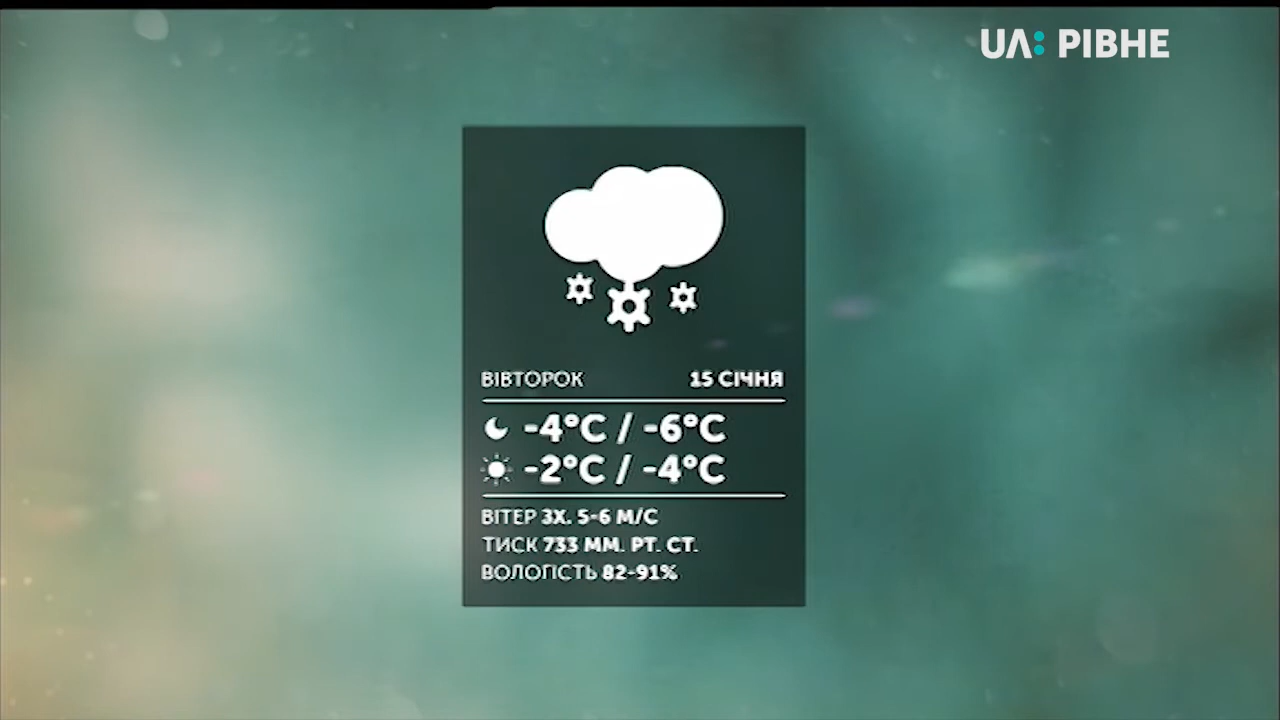 UA: РІВНЕ
ВІВТОРОК 15 СІЧНЯ
-4°C / -6°C
-2°C / -4°C
ВІТЕР ЗХ. 5-6 М/С
ТИСК 733 ММ. РТ. СТ.
ВОЛОГІСТЬ 82-91%